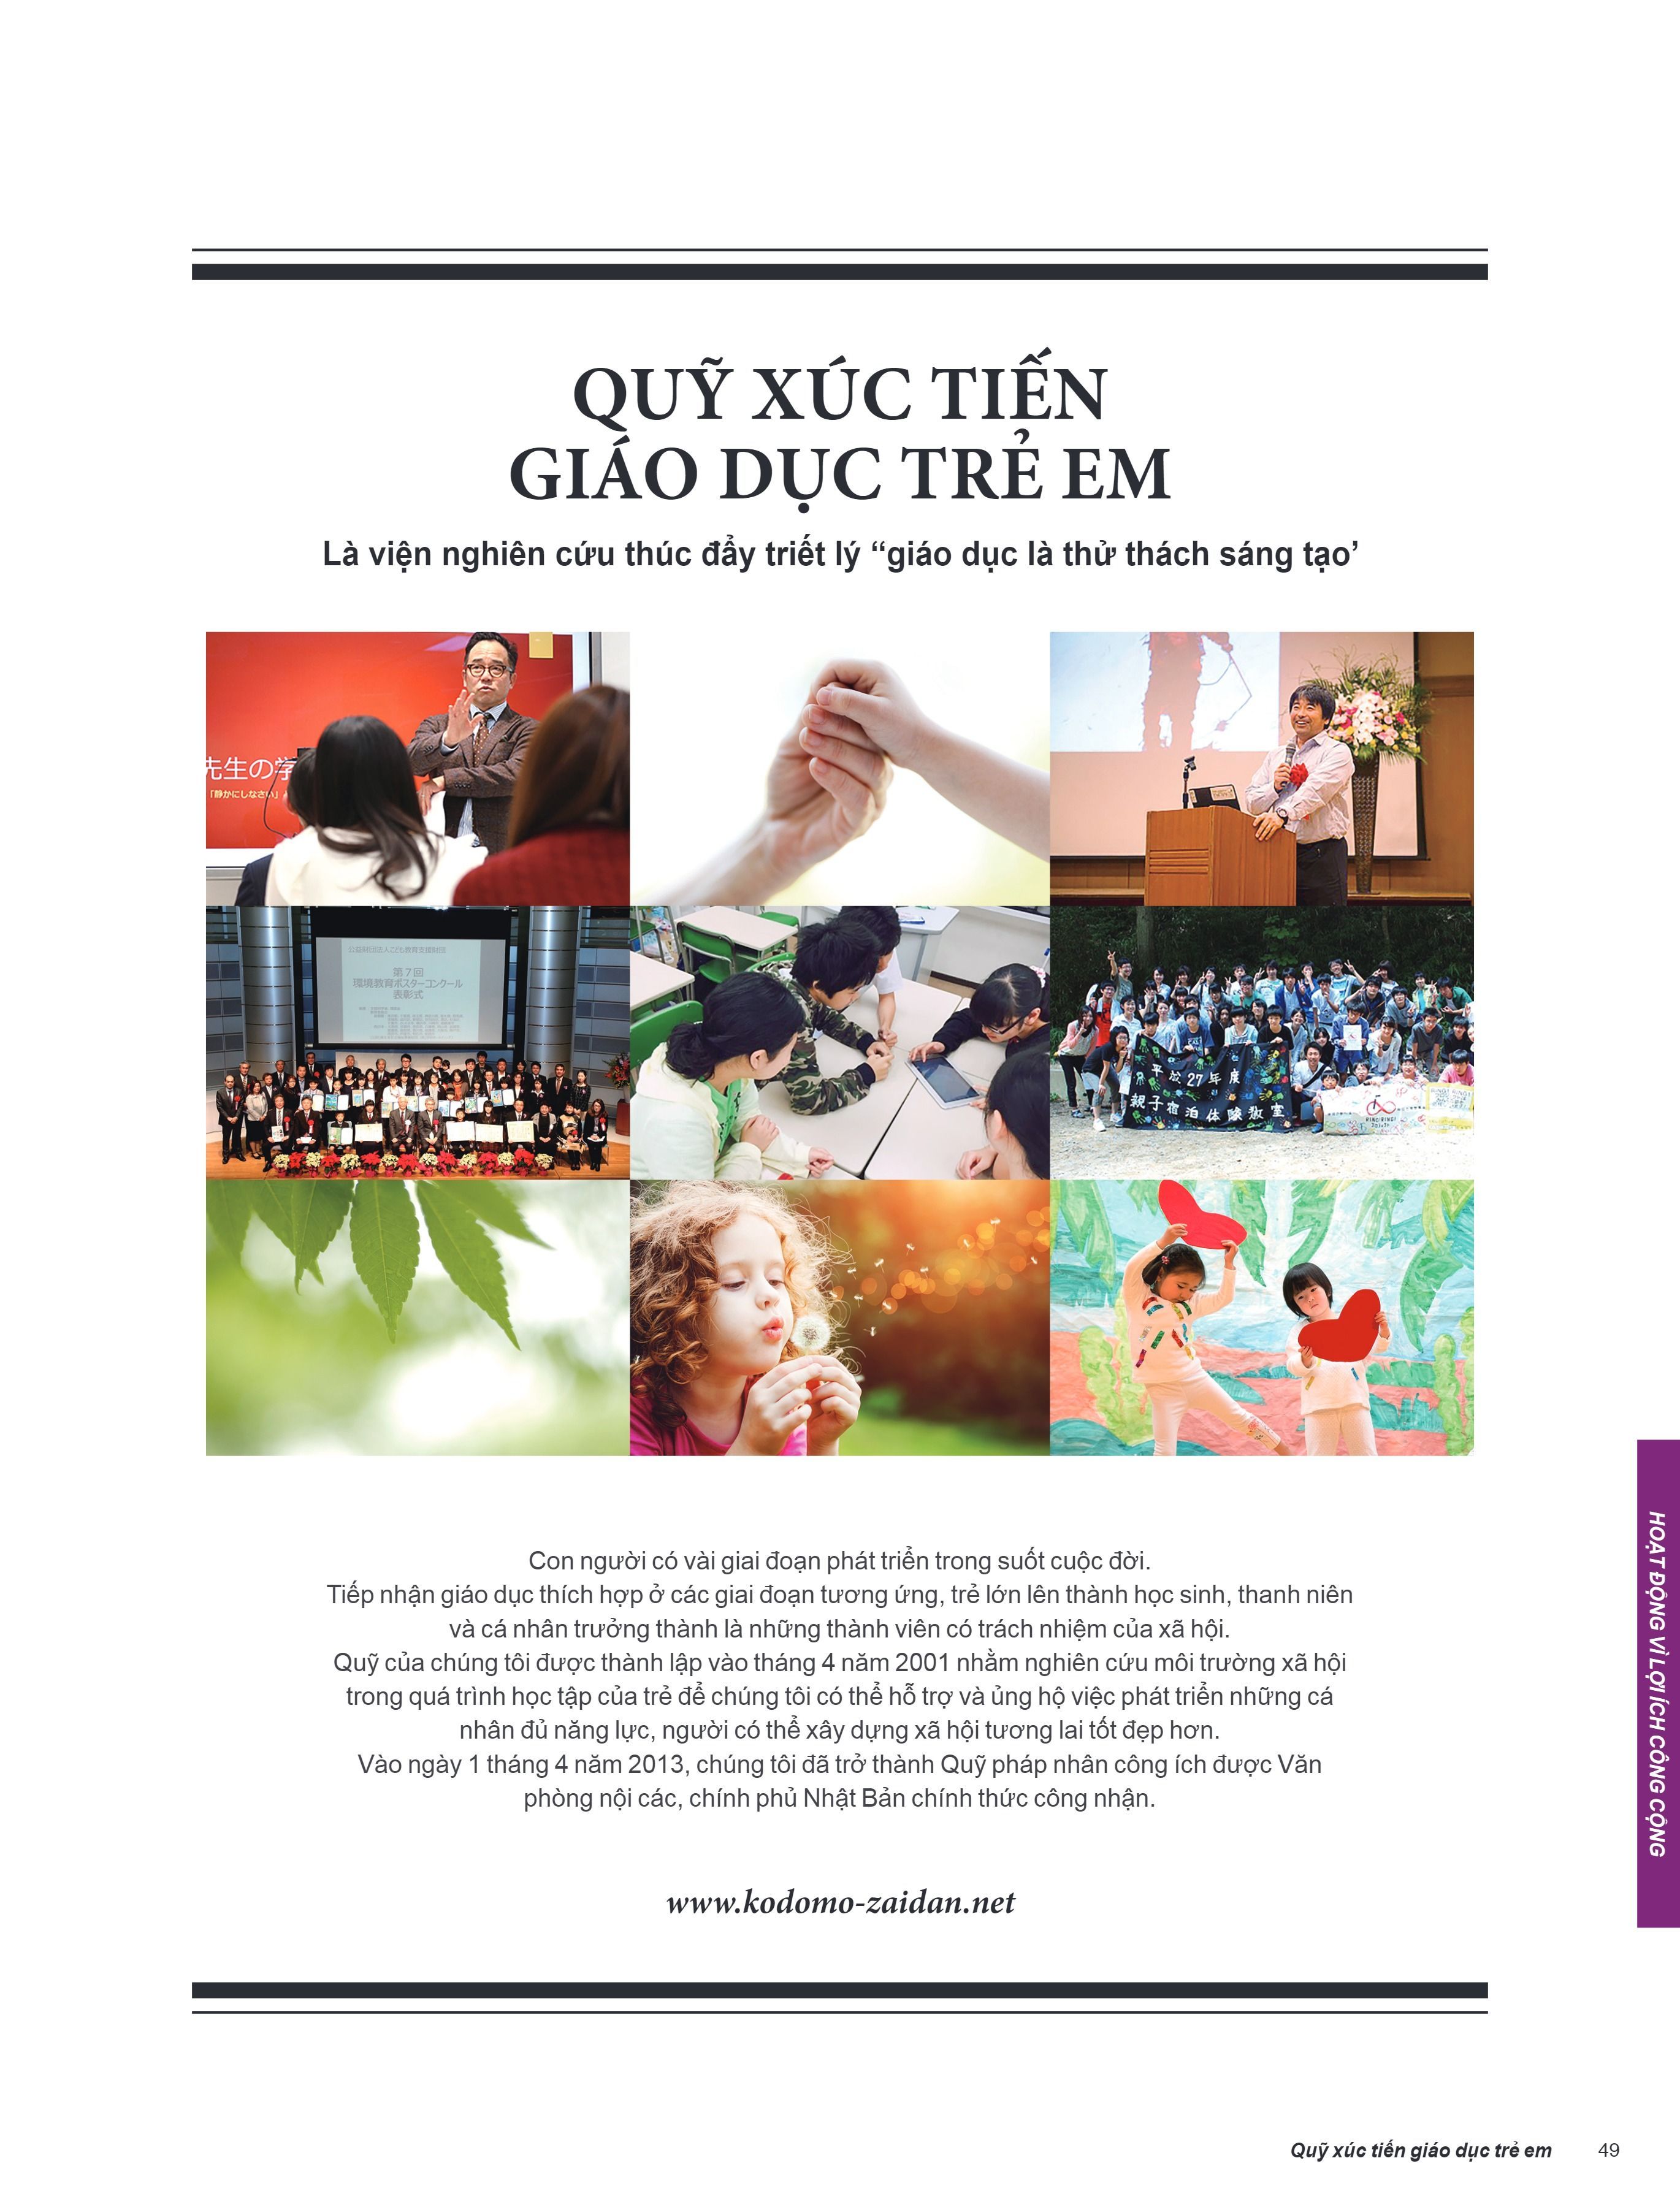 QUỸ XÚC TIẾN
GIÁO DỤC TRẺ EM
Là viện nghiên cứu thúc đẩy triết lý “giáo dục là thử thách sáng tạo’
先生の学
「静かにしなさい」
公益財団法人こども教育支援財団
第7回
環境教育ポスターコンクール
表彰式
平成27年度
親子宿泊体験教室
Con người có vài giai đoạn phát triển trong suốt cuộc đời.
Tiếp nhận giáo dục thích hợp ở các giai đoạn tương ứng, trẻ lớn lên thành học sinh, thanh niên
và cá nhân trưởng thành là những thành viên có trách nhiệm của xã hội.
Quỹ của chúng tôi được thành lập vào tháng 4 năm 2001 nhằm nghiên cứu môi trường xã hội
trong quá trình học tập của trẻ để chúng tôi có thể hỗ trợ và ủng hộ việc phát triển những cá
nhân đủ năng lực, người có thể xây dựng xã hội tương lai tốt đẹp hơn.
Vào ngày 1 tháng 4 năm 2013, chúng tôi đã trở thành Quỹ pháp nhân công ích được Văn
phòng nội các, chính phủ Nhật Bản chính thức công nhận.
www.kodomo-zaidan.net
HOẠT ĐỘNG VÌ LỢI ÍCH CÔNG CỘNG
Quỹ xúc tiến giáo dục trẻ em 49